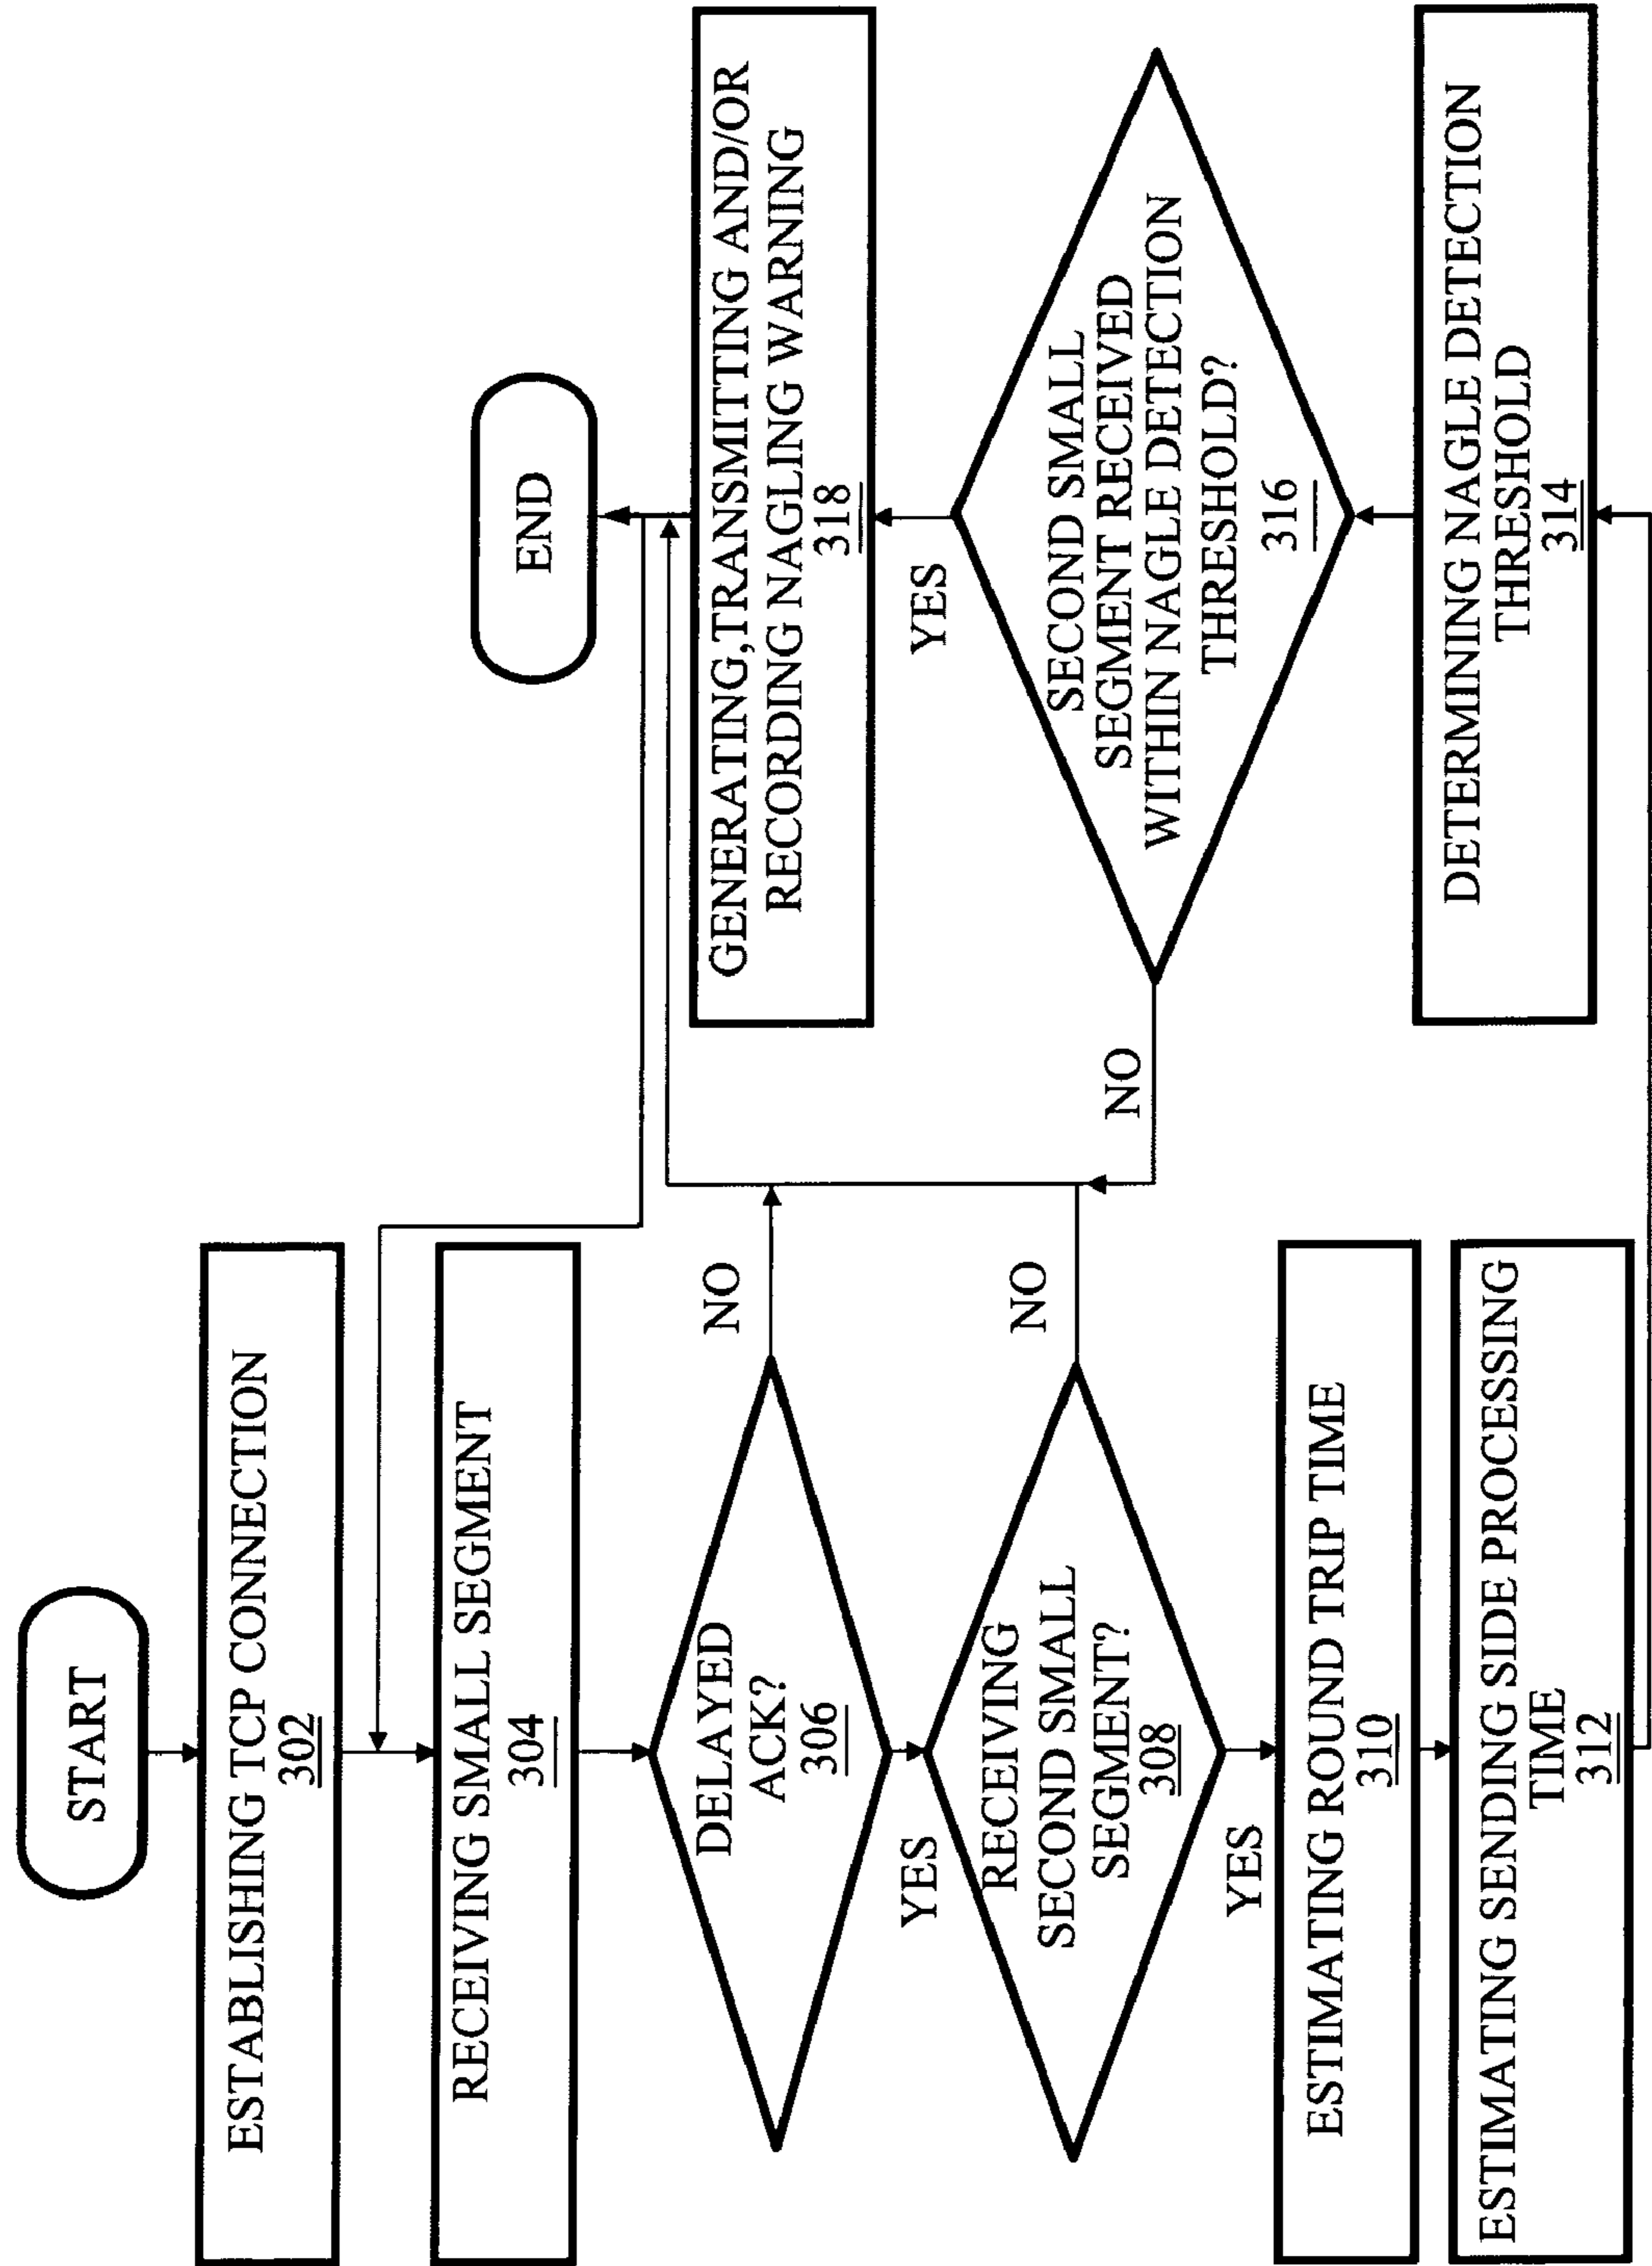 START
ESTABLISHING TCP CONNECTION
302
RECEIVING SMALL SEGMENT
304
DELAYED
ACK?
306
NO
YES
RECEIVING
SECOND SMALL
SEGMENT?
308
NO
YES
ESTIMATING ROUND TRIP TIME
310
ESTIMATING SENDING SIDE PROCESSING
TIME
312
END
GENERATING,TRANSMITTING AND/OR
RECORDING NAGLING WARNING
318
YES
SECOND SMALL
SEGMENT RECEIVED
WITHIN NAGLE DETECTION
THRESHOLD?
316
NO
DETERMINING NAGLE DETECTION
THRESHOLD
314